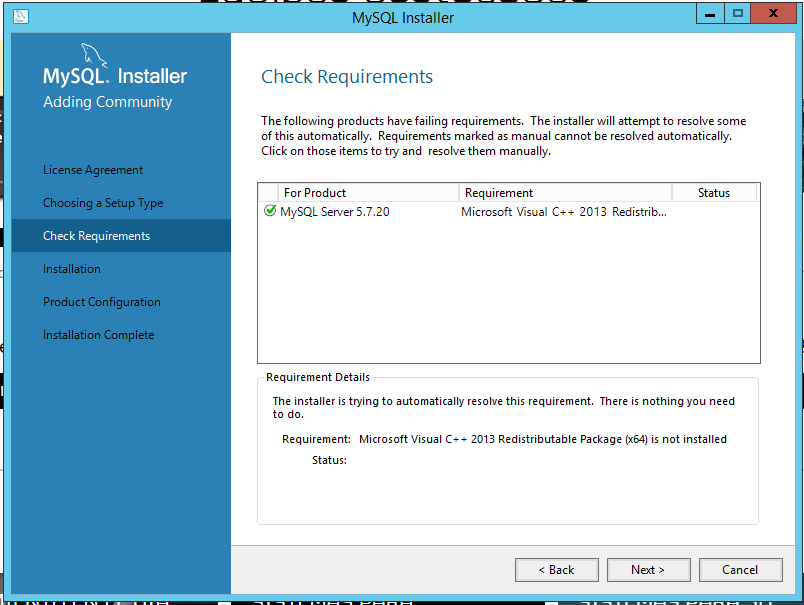 MySQL Installer
MySQL. Installer
Adding Community
License Agreement
Choosing a Setup Type
Check Requirements
Installation
Product Configuration
Installation Complete
Check Requirements
The following products have failing requirements. The installer will attempt to resolve some
of this automatically. Requirements marked as manual cannot be resolved automatically.
Click on those items to try and resolve them manually.
For Product Requirement Status
MySQL Server 5.7.20 Microsoft Visual C++ 2013 Redistrib...
Requirement Details
The installer is trying to automatically resolve this requirement. There is nothing you need
to do.
Requirement: Microsoft Visual C++ 2013 Redistributable Package (x64) is not installed
Status:
< Back Next > Cancel